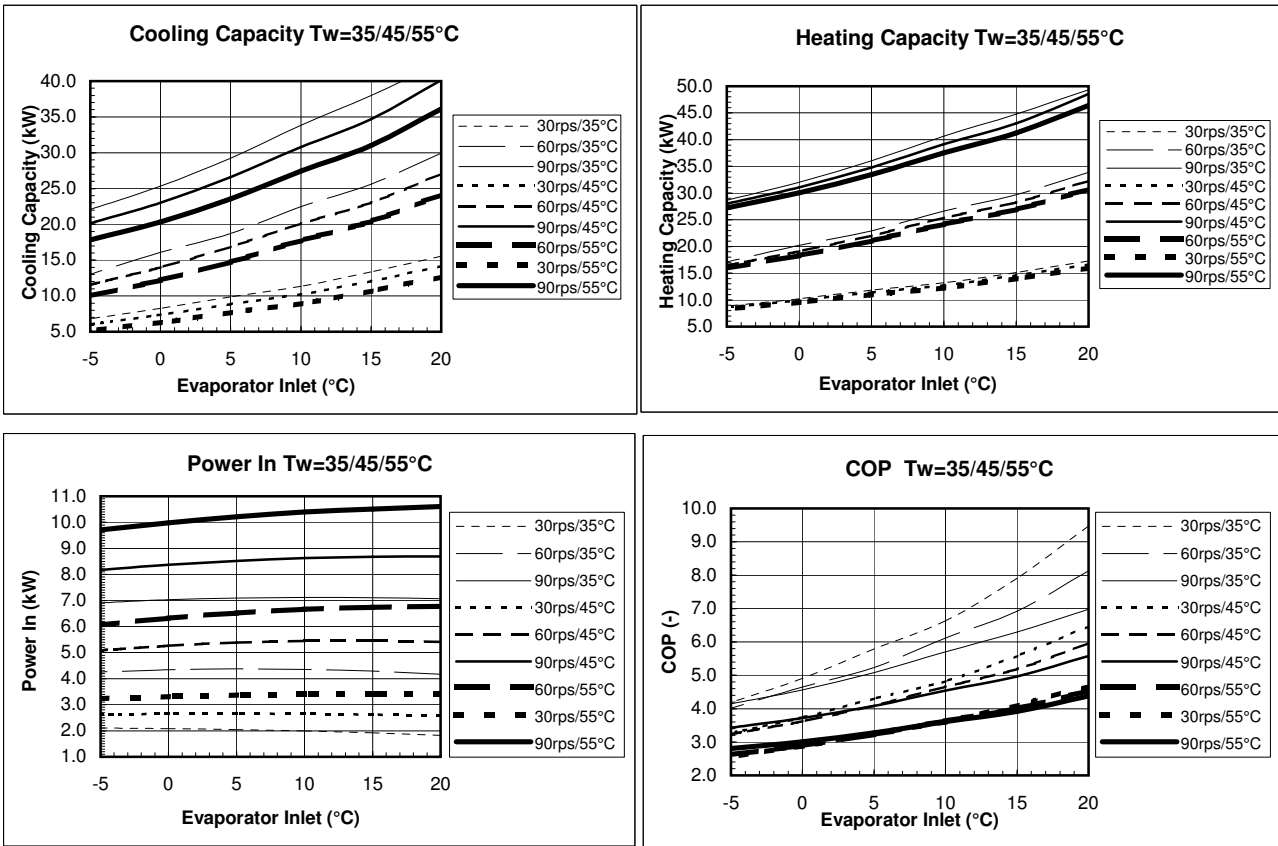 Cooling Capacity Tw=35/45/55°C
Cooling Capacity (kW)
40.0
35.0
30.0
25.0
20.0
15.0
10.0
5.0
-5 0 5 10 15 20
Evaporator Inlet (°C)
30rps/35°C
60rps/35°C
90rps/35°C
30rps/45°C
60rps/45°C
90rps/45°C
60rps/55°C
30rps/55°C
90rps/55°C
Heating Capacity Tw=35/45/55°C
Heating Capacity (kW)
50.0
45.0
40.0
35.0
30.0
25.0
20.0
15.0
10.0
5.0
-5 0 5 10 15 20
Evaporator Inlet (°C)
30rps/35°C
60rps/35°C
90rps/35°C
30rps/45°C
60rps/45°C
90rps/45°C
60rps/55°C
30rps/55°C
90rps/55°C
Power In Tw=35/45/55°C
Power In (kW)
11.0
10.0
9.0
8.0
7.0
6.0
5.0
4.0
3.0
2.0
1.0
-5 0 5 10 15 20
Evaporator Inlet (°C)
30rps/35°C
60rps/35°C
90rps/35°C
30rps/45°C
60rps/45°C
90rps/45°C
60rps/55°C
30rps/55°C
90rps/55°C
COP Tw=35/45/55°C
COP (-)
10.0
9.0
8.0
7.0
6.0
5.0
4.0
3.0
2.0
-5 0 5 10 15 20
Evaporator Inlet (°C)
30rps/35°C
60rps/35°C
90rps/35°C
30rps/45°C
60rps/45°C
90rps/45°C
60rps/55°C
30rps/55°C
90rps/55°C